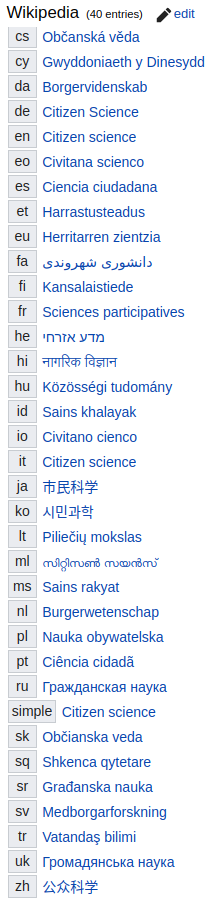 Wikipedia (40 entries) edit
cs Občanská věda
cy Gwyddoniaeth y Dinesydd
da Borgervidenskab
de Citizen Science
en Citizen science
eo Civitana scienco
es Ciencia ciudadana
et Harrastusteadus
eu Herritarren zientzia
fa دانشوری شهروندی
fi Kansalaistiede
fr Sciences participatives
he מדע אזרחי
hi नागरिक विज्ञान
hu Közösségi tudomány
id Sains khalayak
io Civitano cienco
it Citizen science
ja 市民科学
ko 시민과학
lt Piliečių mokslas
ml സിറ്റിസൺ സയൻസ്
ms Sains rakyat
nl Burgerwetenschap
pl Nauka obywatelska
pt Ciência cidadã
ru Гражданская наука
simple Citizen science
sk Občianska veda
sq Shkenca qytetare
sr Građanska nauka
sv Medborgarforskning
tr Vatandaş bilimi
uk Громадянська наука
zh 公众科学